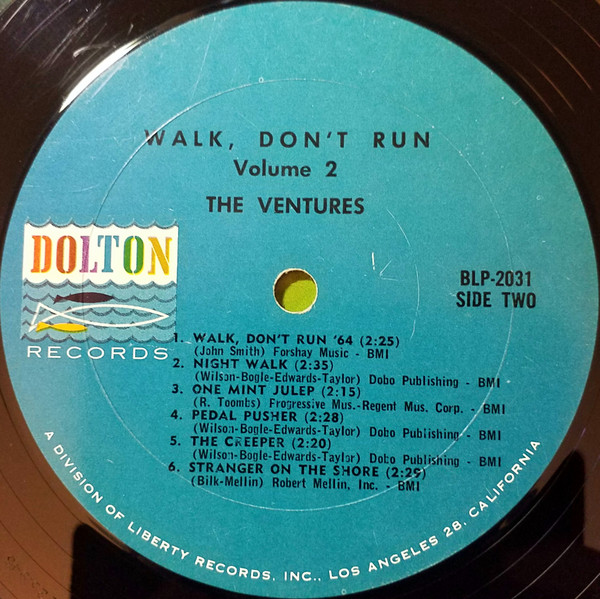 WALK, DON'T RUN
Volume 2
THE VENTURES
DOLTON
RECORDS
BLP-2031
SIDE TWO
1. WALK, DON'T RUN '64 (2:25)
(John Smith) Forshay Music - BMI
2. NIGHT WALK (2:35)
(Wilson-Bogle-Edwards-Taylor) Dobo Publishing - BMI
3. ONE MINT JULEP (2:15)
(R. Toombs) Progressive Mus.-Regent Mus. Corp. - BMI
4. PEDAL PUSHER (2:28)
(Wilson-Bogle-Edwards-Taylor) Dobo Publishing - BMI
5. THE CREEPER (2:20)
(Wilson-Bogle-Edwards-Taylor) Dobo Publishing - BMI
6. STRANGER ON THE SHORE (2:29)
(Bilk-Mellin) Robert Mellin, Inc. - BMI
A DIVISION OF LIBERTY RECORDS, INC., LOS ANGELES 28, CALIFORNIA